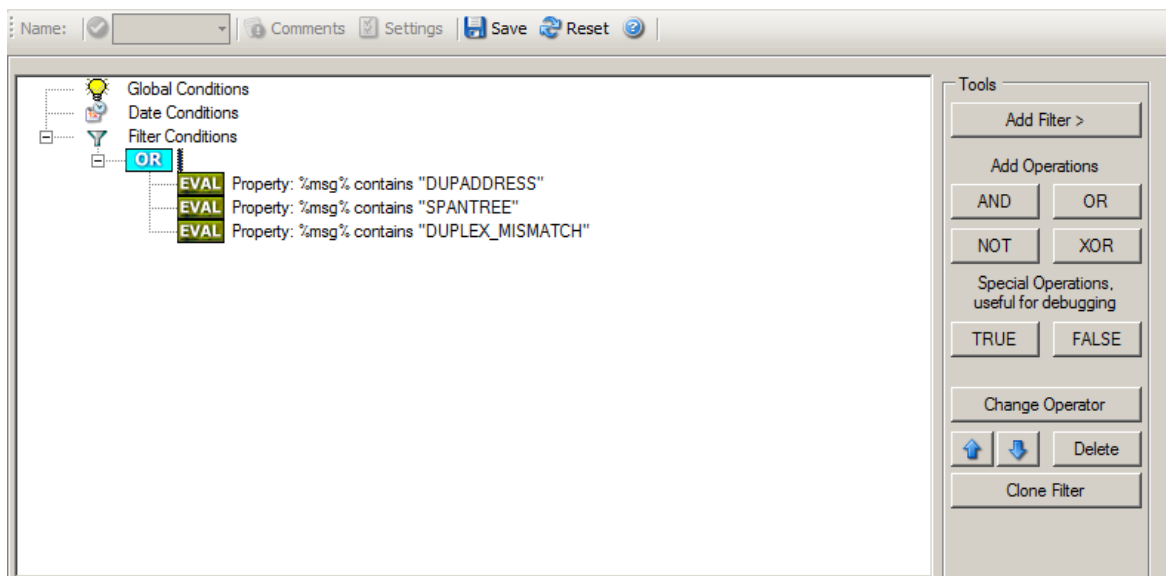 Name: Comments Settings Save Reset
Global Conditions
Date Conditions
Filter Conditions
OR
EVAL Property: %msg% contains "DUPADDRESS"
EVAL Property: %msg% contains "SPANTREE"
EVAL Property: %msg% contains "DUPLEX_MISMATCH"
Tools
Add Filter >
Add Operations
AND OR
NOT XOR
Special Operations,
useful for debugging
TRUE FALSE
Change Operator
Delete
Clone Filter